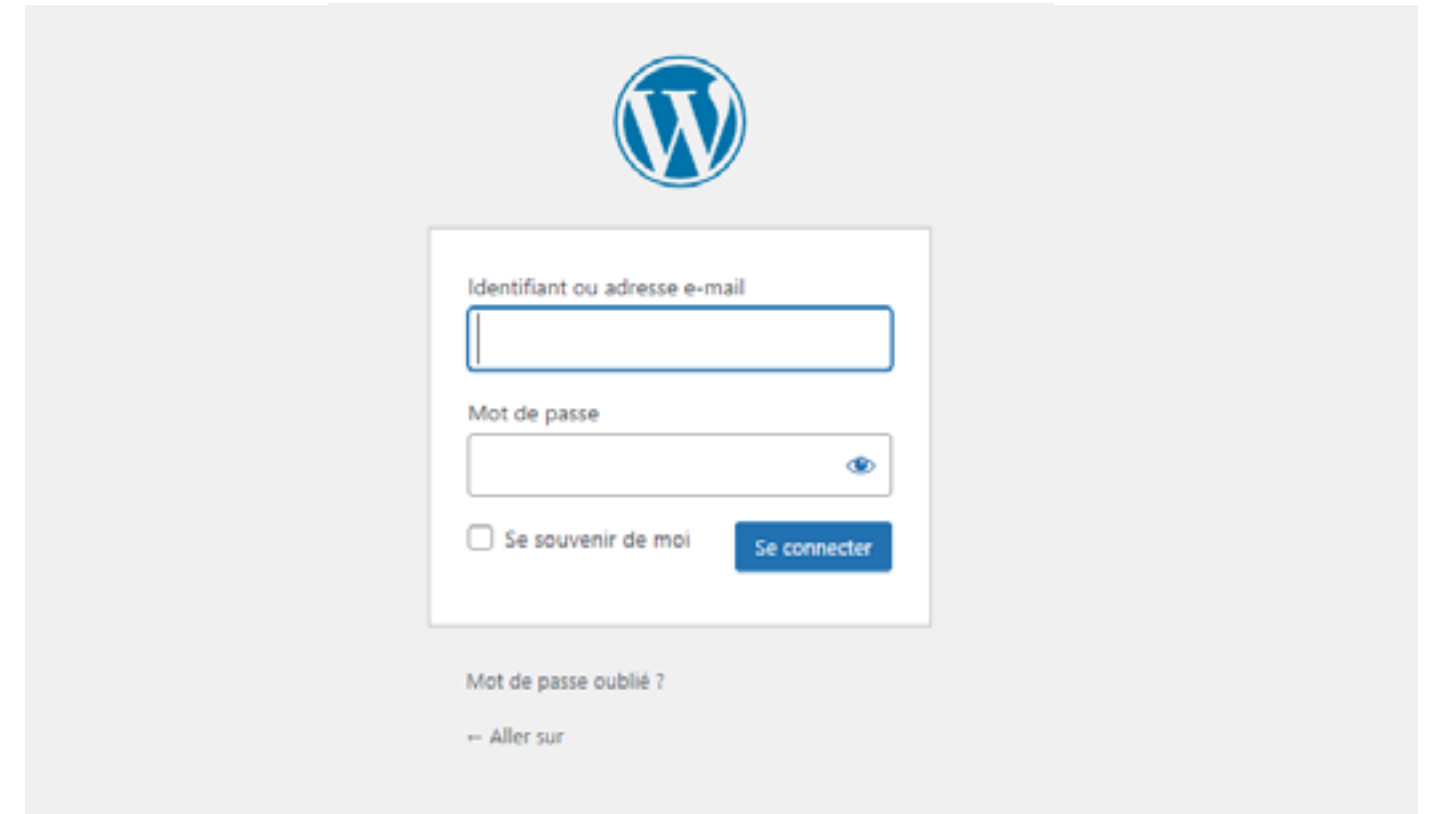 Identifiant ou adresse e-mail
Mot de passe
Se souvenir de moi
Se connecter
Mot de passe oublié ?
← Aller sur